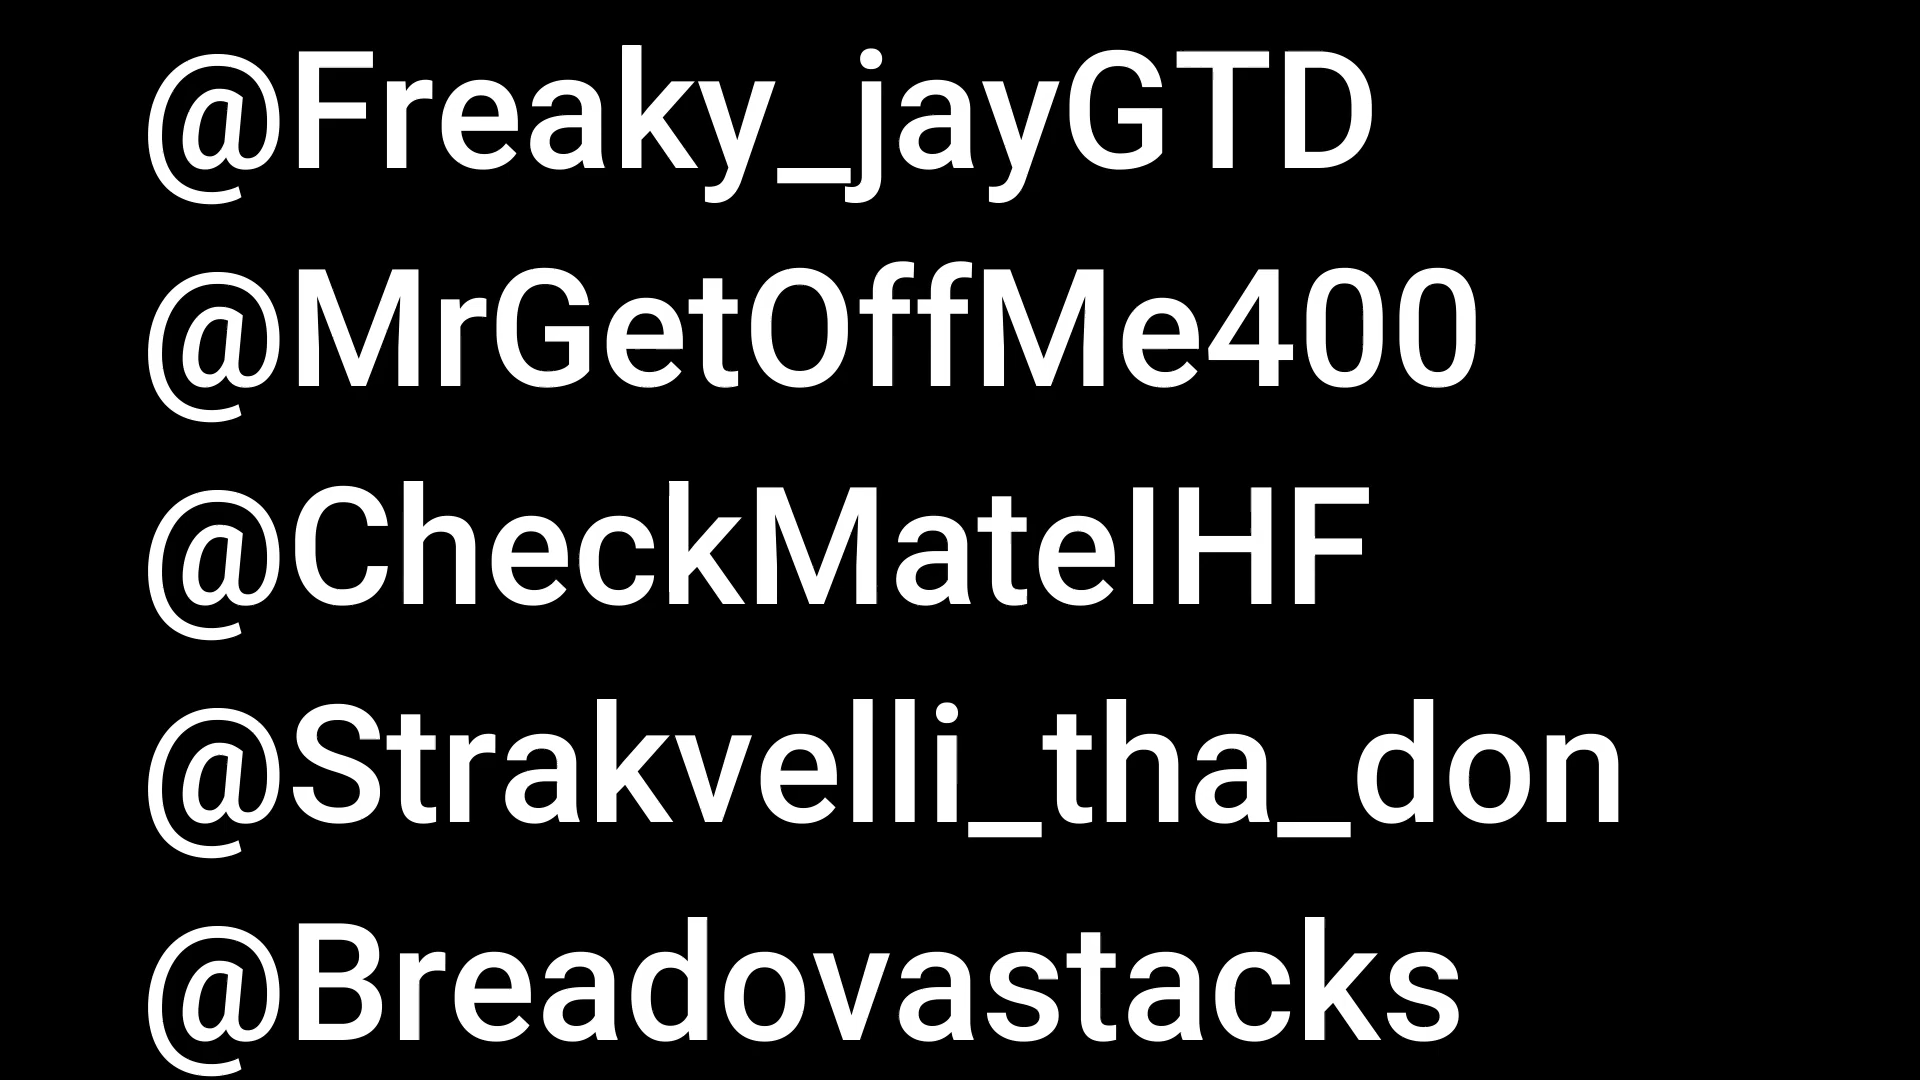 @Freaky_jayGTD
@MrGetOffMe400
@CheckMateIHF
@Strakvelli_tha_don
@Breadovastacks